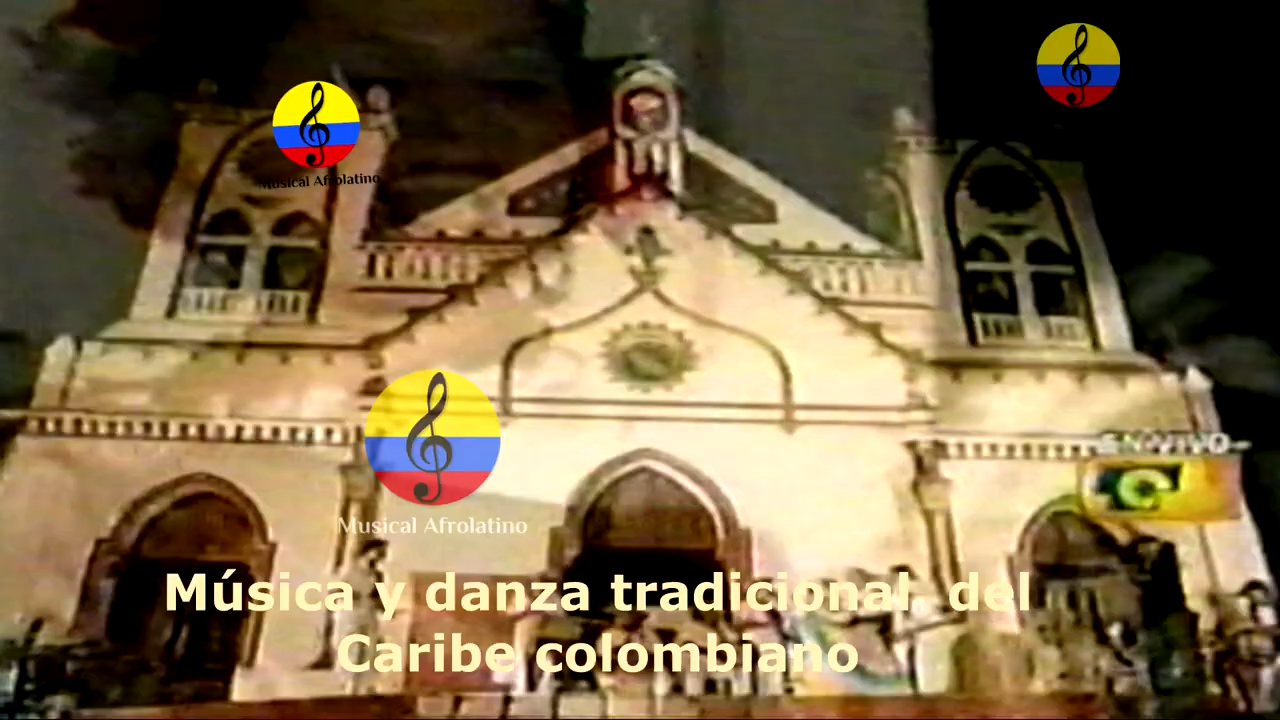 Musical Afrolatino
EN VIVO
C
Musical Afrolatino
Música y danza tradicional del
Caribe colombiano